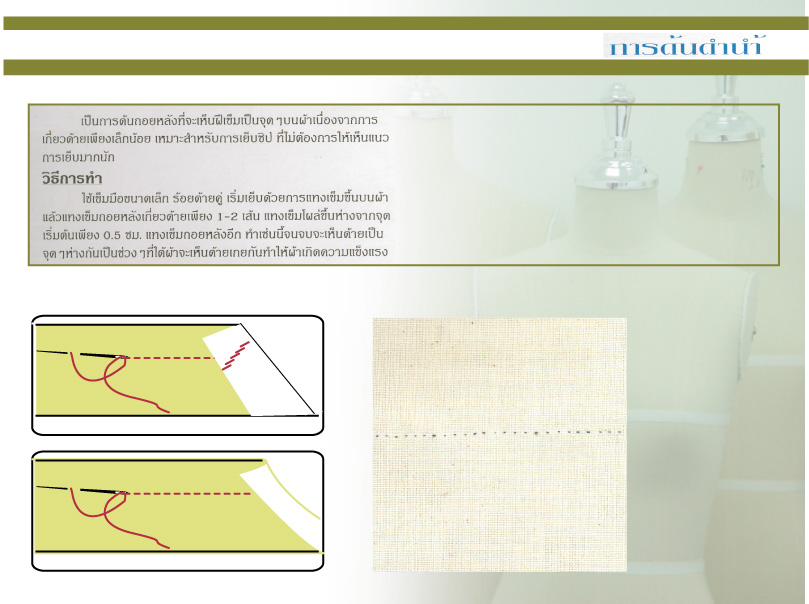 การด้นดำน้ำ
เป็นการด้นถอยหลังที่จะเห็นฝีเข็มเป็นจุด ๆบนผ้าเนื่องจากการ
เกี่ยวด้ายเพียงเล็กน้อย เหมาะสำหรับการเย็บซิป ที่ไม่ต้องการให้เห็นแนว
การเย็บมากนัก
วิธีการทำ
ใช้เข็มมือขนาดเล็ก ร้อยด้ายคู่ เริ่มเย็บด้วยการแทงเข็มขึ้นบนผ้า
แล้วแทงเข็มถอยหลังเกี่ยวด้ายเพียง 1-2 เส้น แทงเข็มโผล่ขึ้นห่างจากจุด
เริ่มต้นเพียง 0.5 ซม. แทงเข็มถอยหลังอีก ทำเช่นนี้จนจบจะเห็นด้ายเป็น
จุด ๆห่างกันเป็นช่วง ๆที่ใต้ผ้าจะเห็นด้ายเกยกันทำให้ผ้าเกิดความแข็งแรง